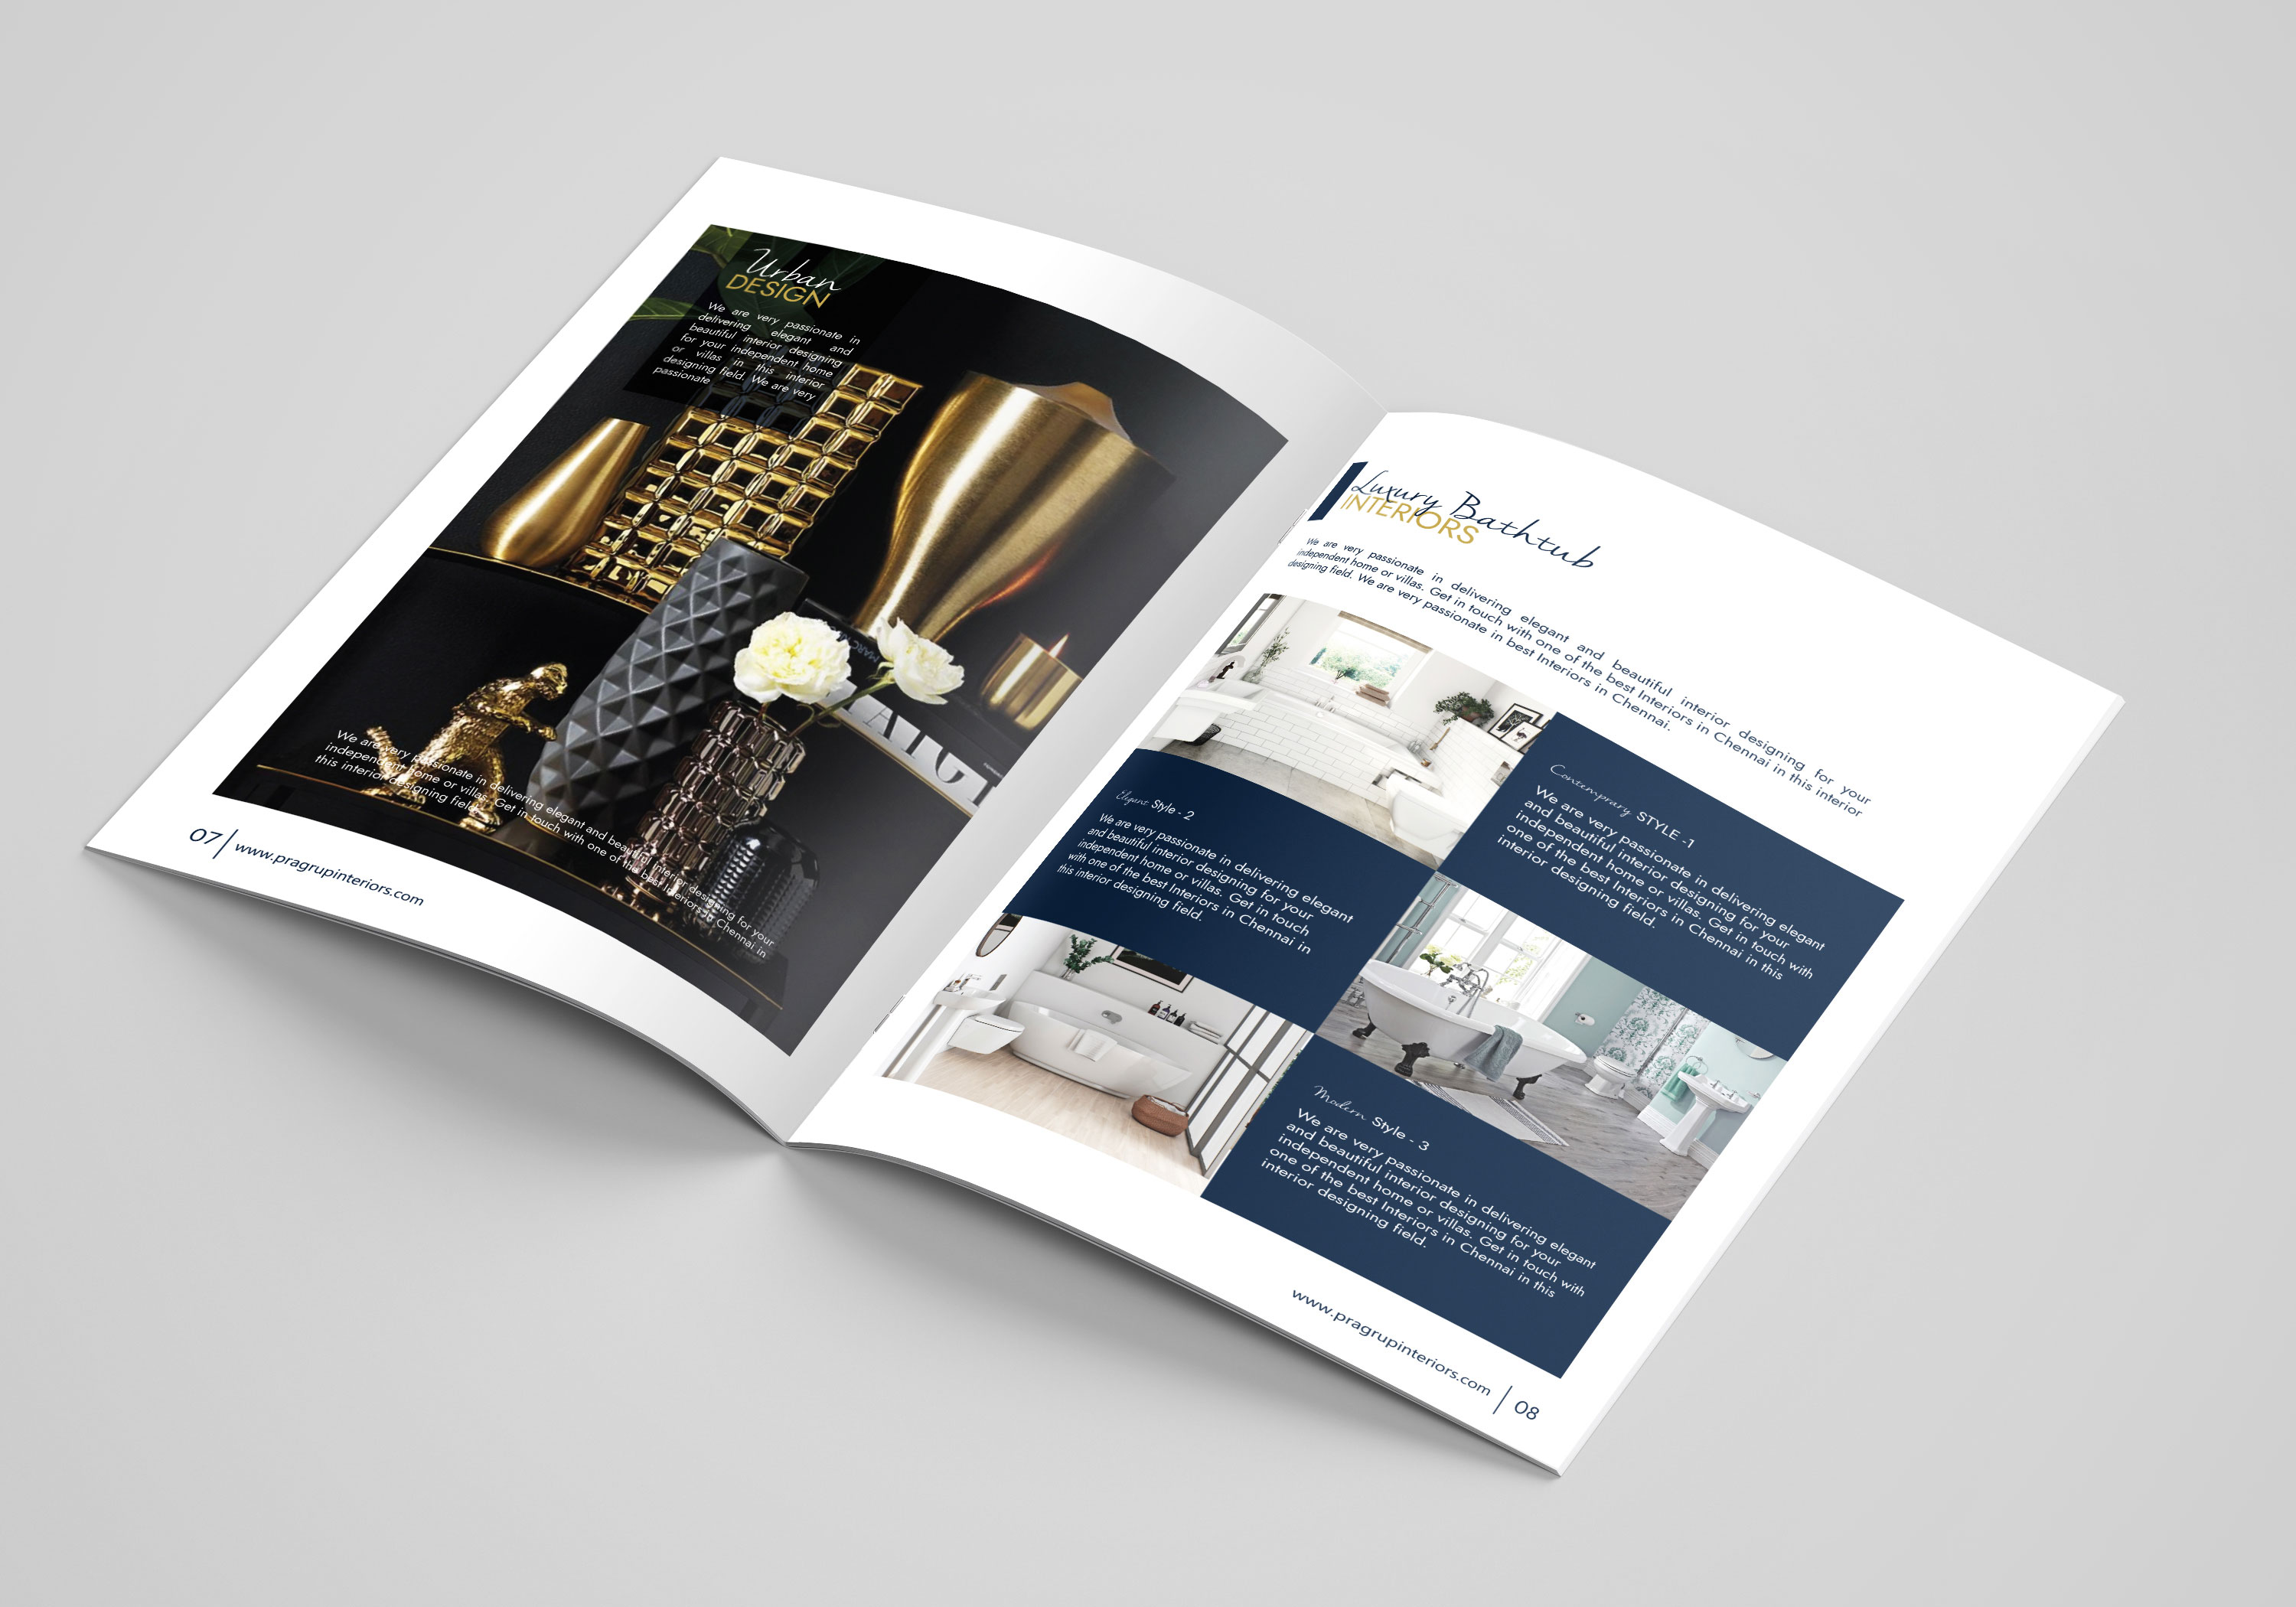 Urban
DESIGN
We are very passionate in
delivering elegant and
beautiful interior designing
for your independent home
or villas in this interior
designing field. We are very
passionate
MARC
We are very passionate in delivering elegant and beautiful interior designing for your
independent home or villas. Get in touch with one of the best Interiors in Chennai in
this interior designing field.
07
www.pragrupinteriors.com
Luxury Bathtub
INTERIORS
We are very passionate in delivering elegant and beautiful interior designing for your
independent home or villas. Get in touch with one of the best Interiors in Chennai in this interior
designing field. We are very passionate in best Interiors in Chennai.
Contemprary STYLE -1
We are very passionate in delivering elegant
and beautiful interior designing for your
independent home or villas. Get in touch with
one of the best Interiors in Chennai in this
interior designing field.
Elegant Style - 2
We are very passionate in delivering elegant
and beautiful interior designing for your
independent home or villas. Get in touch
with one of the best Interiors in Chennai in
this interior designing field.
Modern Style - 3
We are very passionate in delivering elegant
and beautiful interior designing for your
independent home or villas. Get in touch with
one of the best Interiors in Chennai in this
interior designing field.
www.pragrupinteriors.com
08